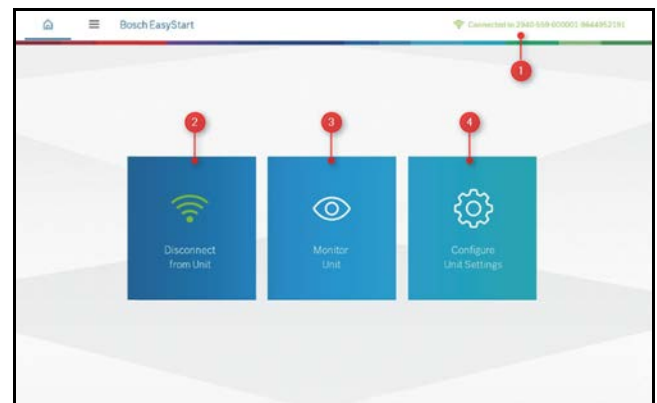 Bosch EasyStart
Connected to 2940-559-600001-8644952191
1
2
3
4
Disconnect
from Unit
Monitor
Unit
Configure
Unit Settings